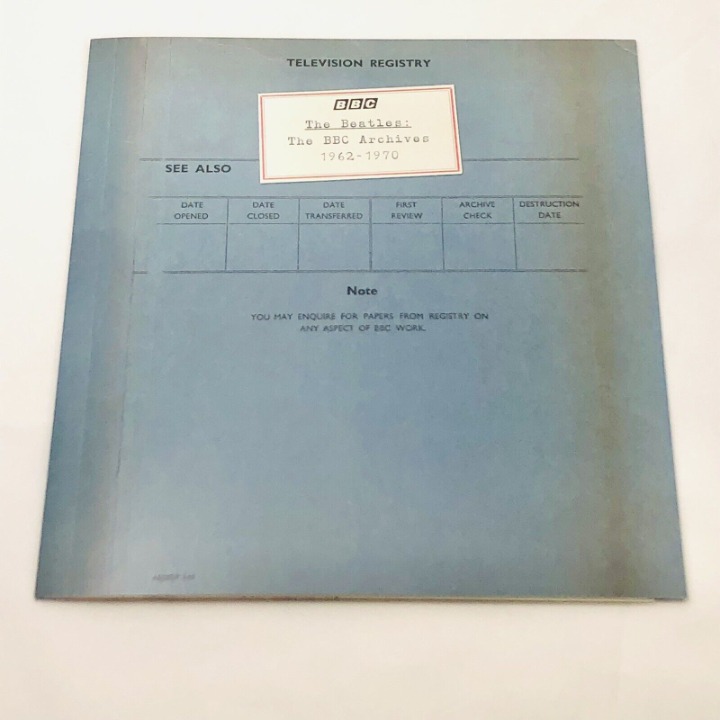 TELEVISION REGISTRY
BBC
The Beatles:
The BBC Archives
1962-1970
SEE ALSO
DATE OPENED
DATE CLOSED
DATE TRANSFERRED
FIRST REVIEW
ARCHIVE CHECK
DESTRUCTION DATE
Note
YOU MAY ENQUIRE FOR PAPERS FROM REGISTRY ON
ANY ASPECT OF BBC WORK.